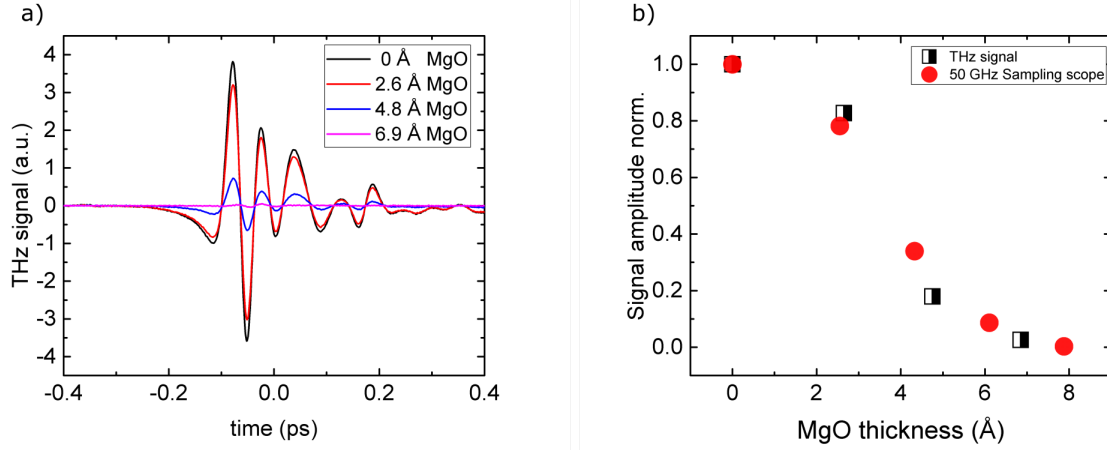 a)
THz signal (a.u.)
4
3
2
1
0
-1
-2
-3
-4
0 Å MgO
2.6 Å MgO
4.8 Å MgO
6.9 Å MgO
-0.4 -0.2 0.0 0.2 0.4
time (ps)
b)
Signal amplitude norm.
1.0
0.8
0.6
0.4
0.2
0.0
THz signal
50 GHz Sampling scope
0 2 4 6 8
MgO thickness (Å)